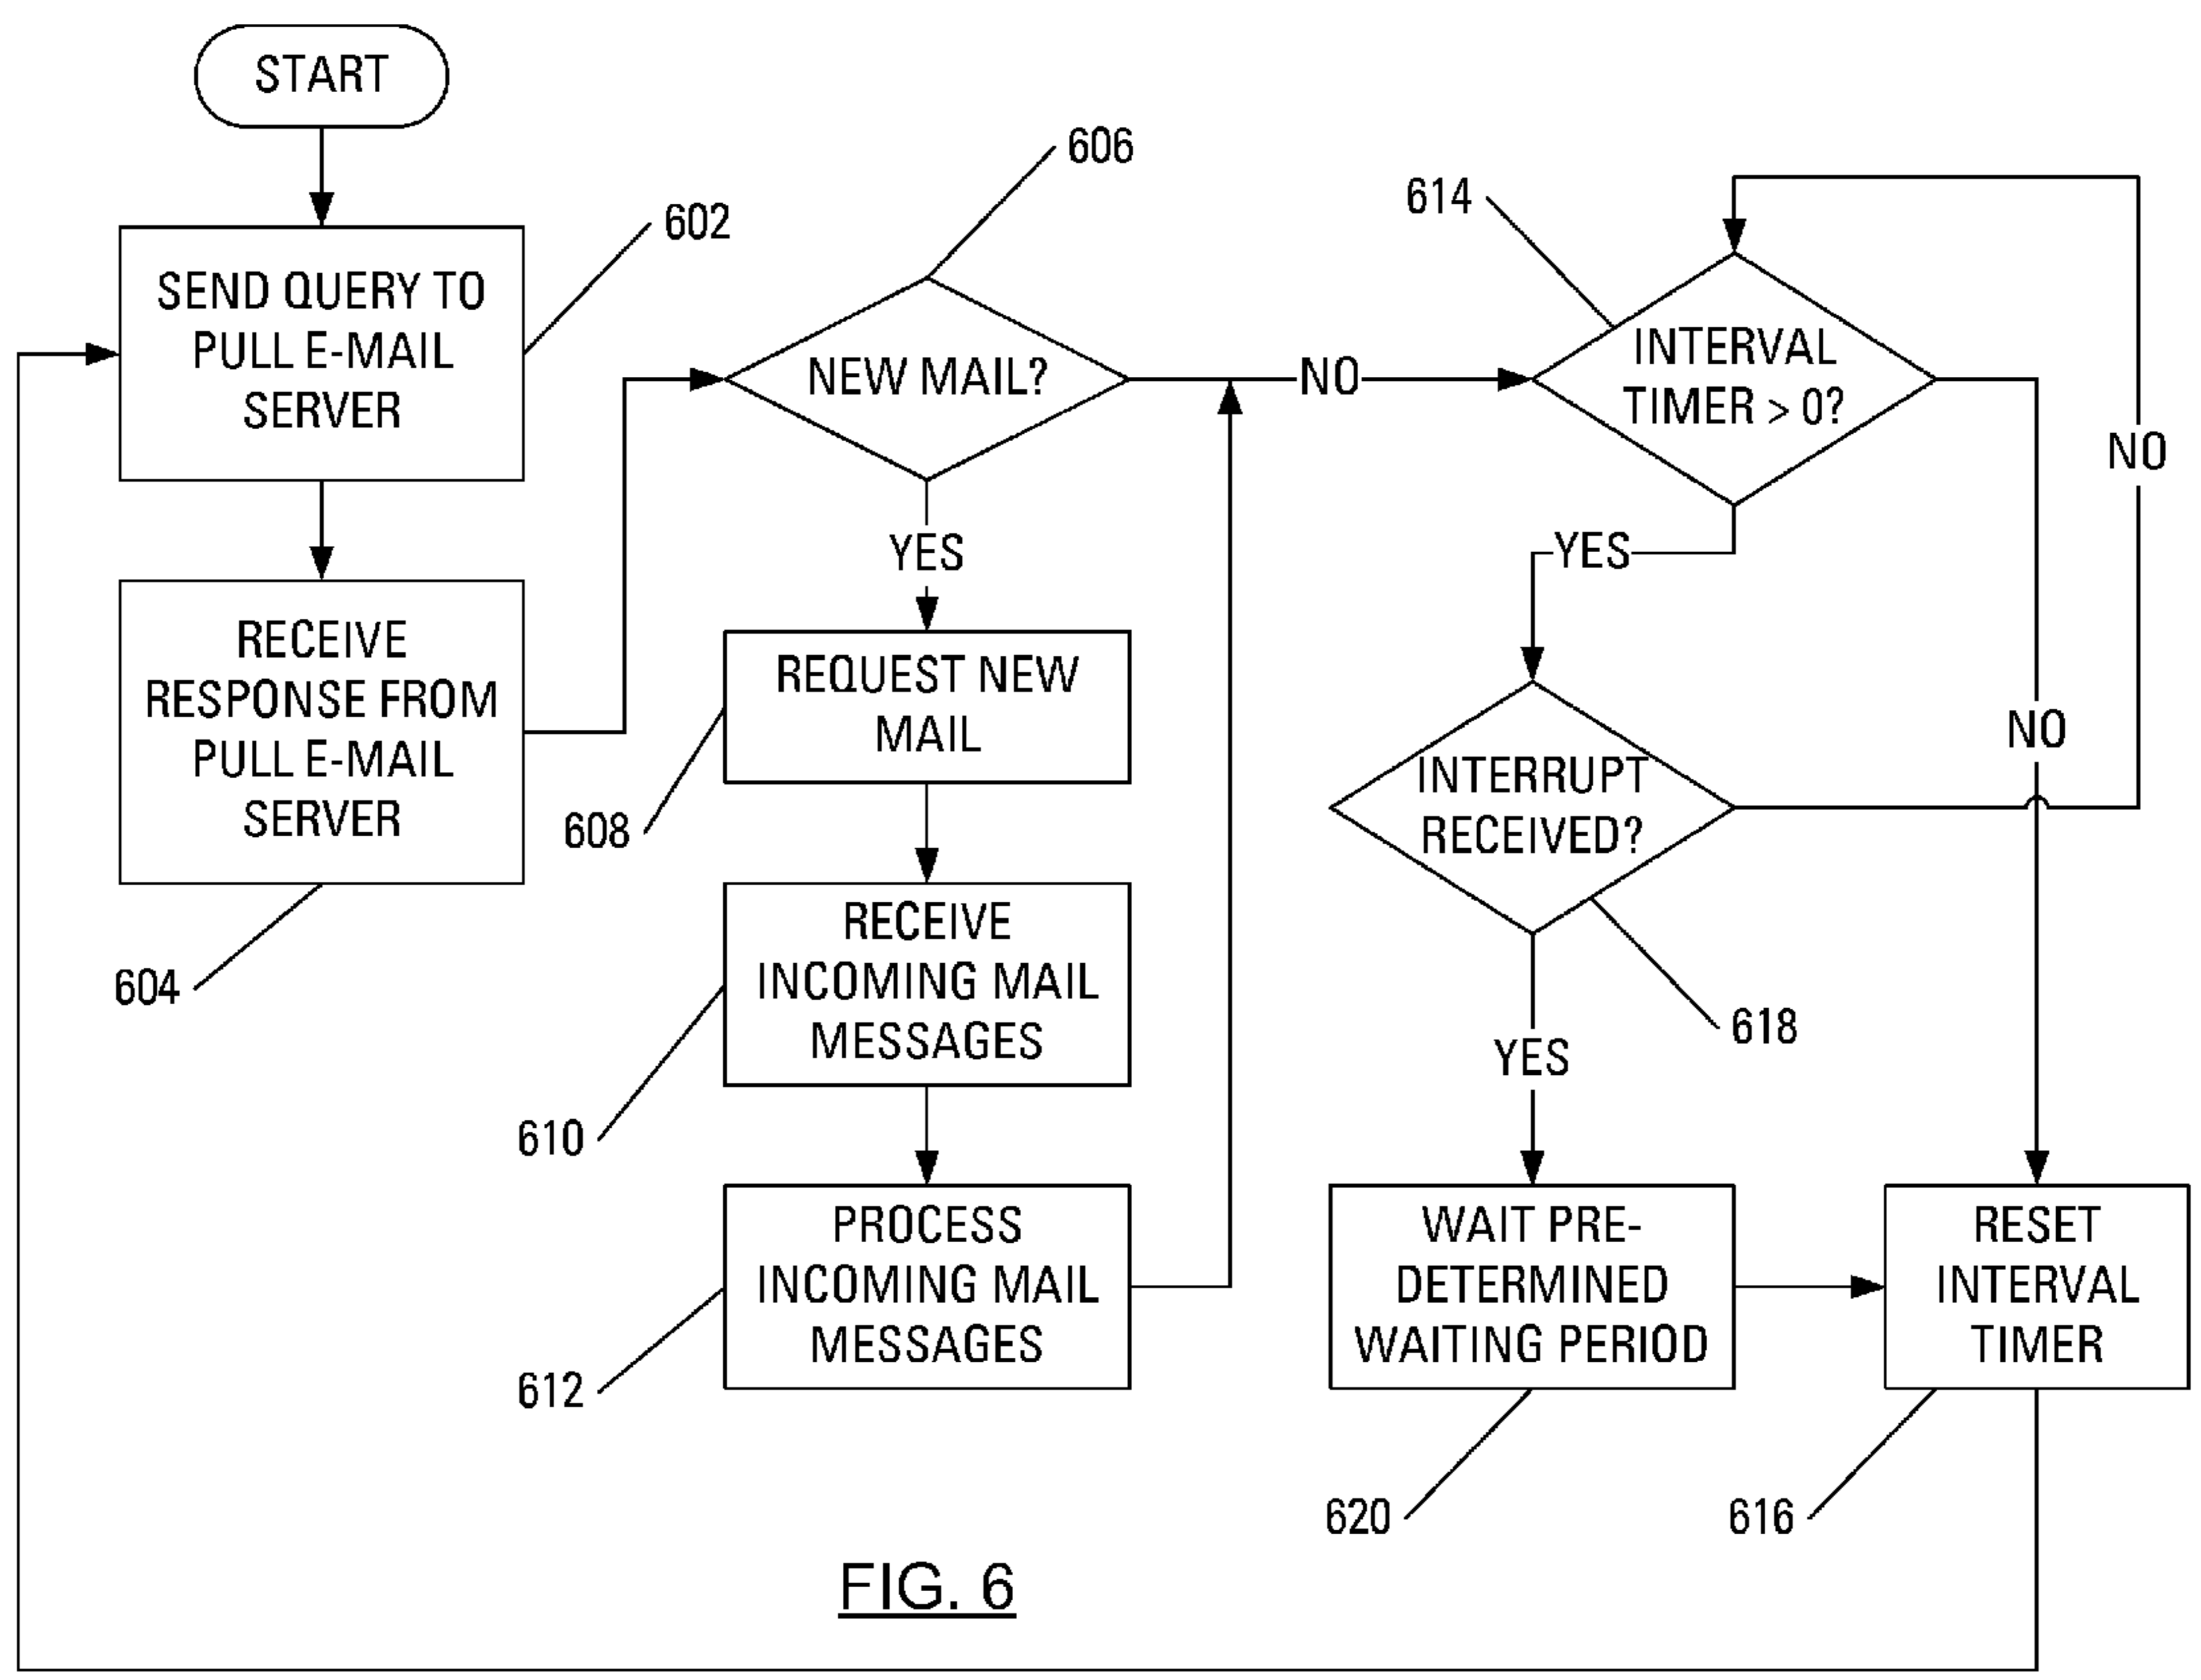 START
602
SEND QUERY TO
PULL E-MAIL
SERVER
RECEIVE
RESPONSE FROM
PULL E-MAIL
SERVER
604
606
NEW MAIL?
NO
YES
REQUEST NEW
MAIL
608
RECEIVE
INCOMING MAIL
MESSAGES
610
PROCESS
INCOMING MAIL
MESSAGES
612
614
INTERVAL
TIMER > 0?
NO
YES
NO
INTERRUPT
RECEIVED?
618
YES
WAIT PRE-
DETERMINED
WAITING PERIOD
620
RESET
INTERVAL
TIMER
616
FIG. 6